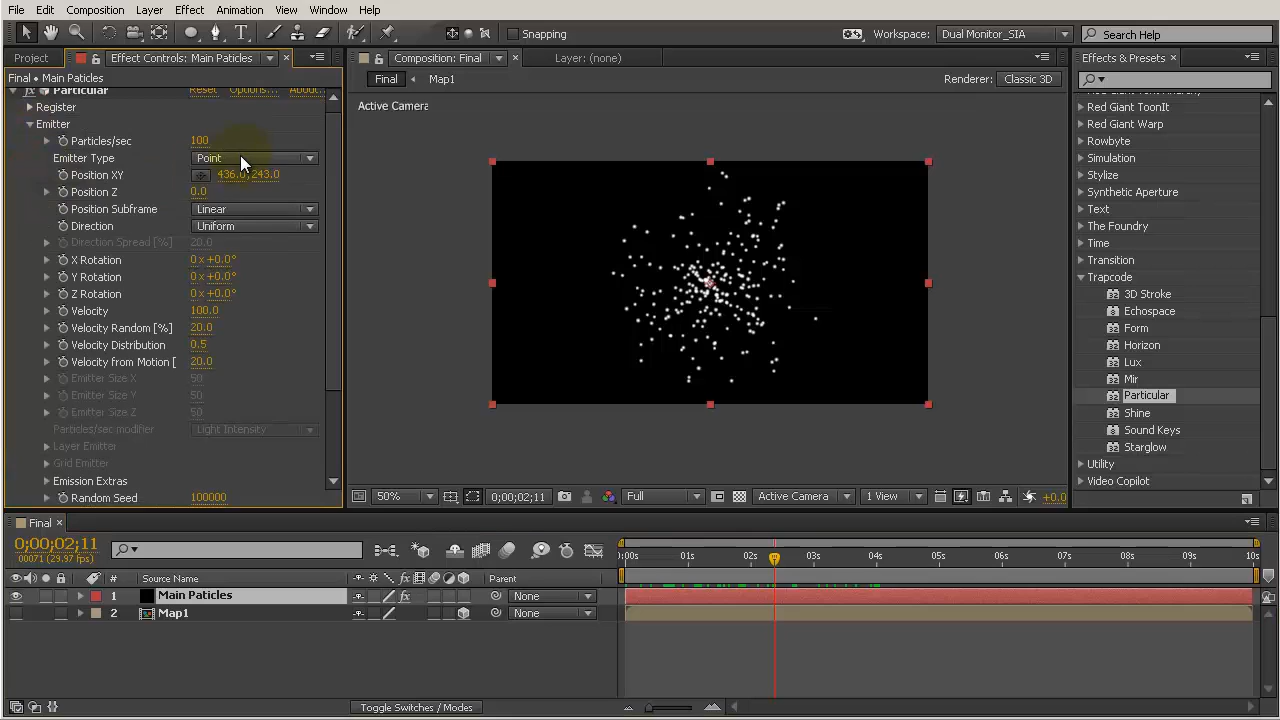 File Edit Composition Layer Effect Animation View Window Help
Snapping
Workspace: Dual Monitor_SIA
Search Help
Project
Effect Controls: Main Paticles
Final • Main Paticles
Particular Reset Options... About...
Register
Emitter
Particles/sec 100
Emitter Type Point
Position XY 436.0, 243.0
Position Z 0.0
Position Subframe Linear
Direction Uniform
Direction Spread [%] 20.0
X Rotation 0 x +0.0°
Y Rotation 0 x +0.0°
Z Rotation 0 x +0.0°
Velocity 100.0
Velocity Random [%] 20.0
Velocity Distribution 0.5
Velocity from Motion [ 20.0
Emitter Size X 50
Emitter Size Y 50
Emitter Size Z 50
Particles/sec modifier Light Intensity
Layer Emitter
Grid Emitter
Emission Extras
Random Seed 100000
Composition: Final
Layer: (none)
Final Map1
Renderer: Classic 3D
Active Camera
50% 0;00;02;11 Full Active Camera 1 View +0.0
Effects & Presets
Red Giant ToonIt
Red Giant Warp
Rowbyte
Simulation
Stylize
Synthetic Aperture
Text
The Foundry
Time
Transition
Trapcode
3D Stroke
Echospace
Form
Horizon
Lux
Mir
Particular
Shine
Sound Keys
Starglow
Utility
Video Copilot
Final
0;00;02;11
00071 (29.97 fps)
:00s 01s 02s 03s 04s 05s 06s 07s 08s 09s 10s
# Source Name Parent
1 Main Paticles None
2 Map1 None
Toggle Switches / Modes